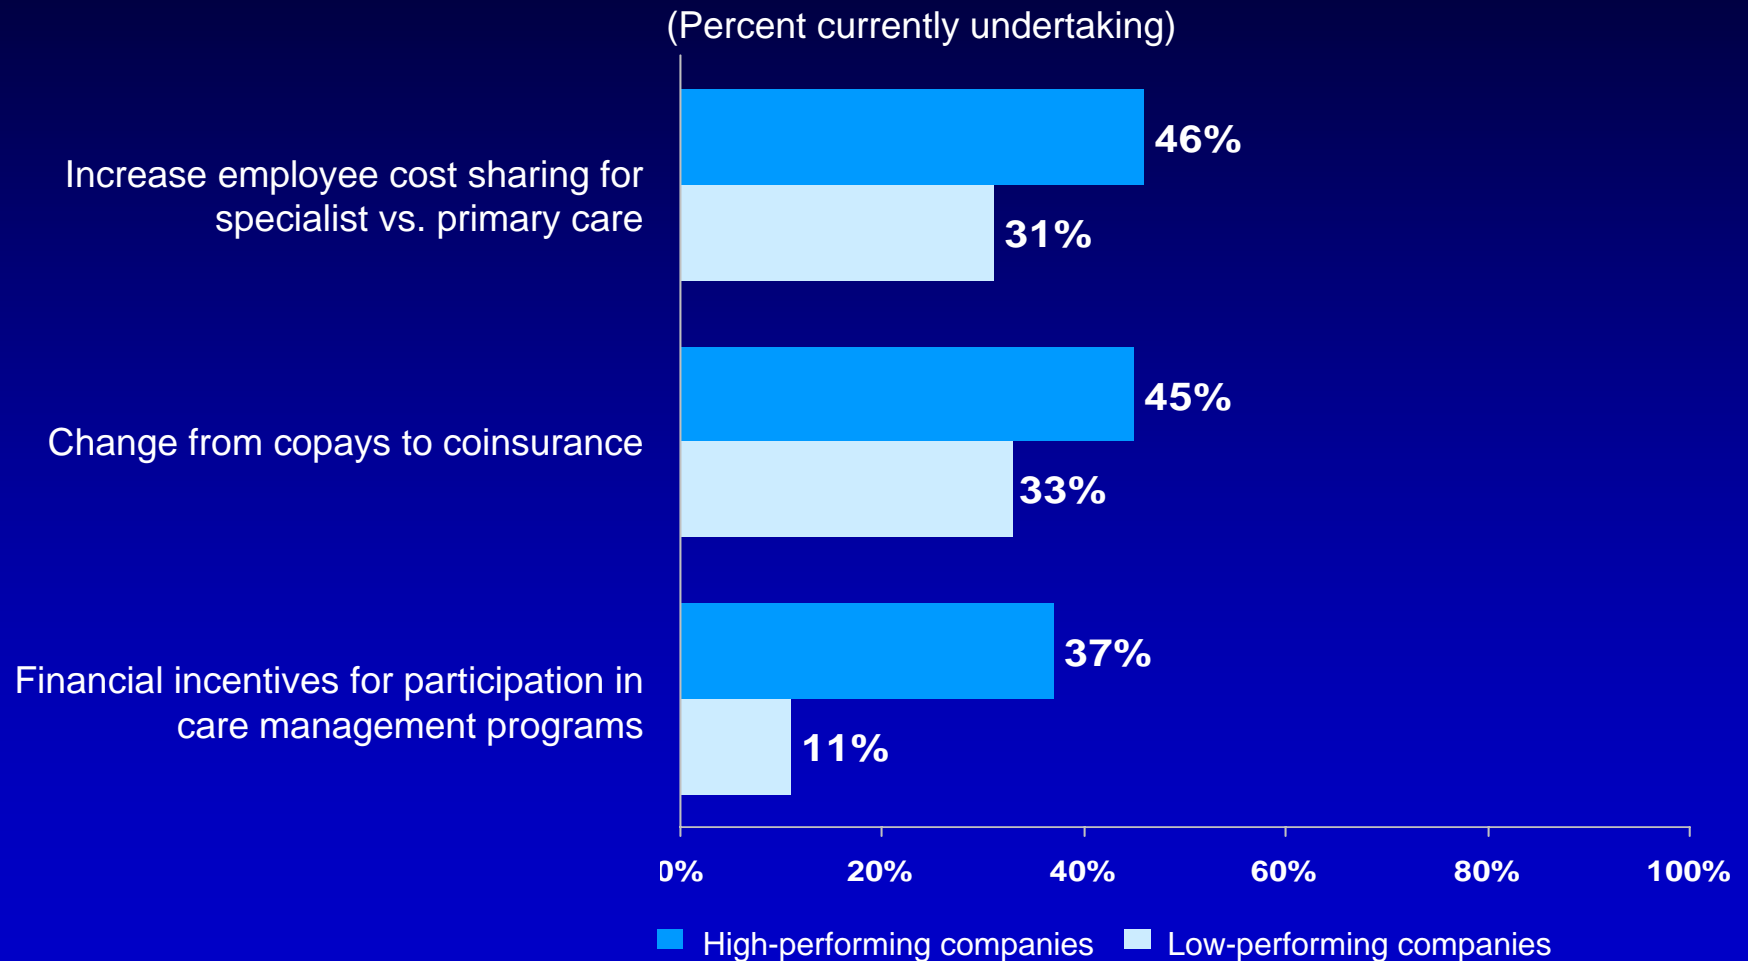 (Percent currently undertaking)
Increase employee cost sharing for
specialist vs. primary care
46%
31%
Change from copays to coinsurance
45%
33%
Financial incentives for participation in
care management programs
37%
11%
0%
20%
40%
60%
80%
100%
High-performing companies
Low-performing companies